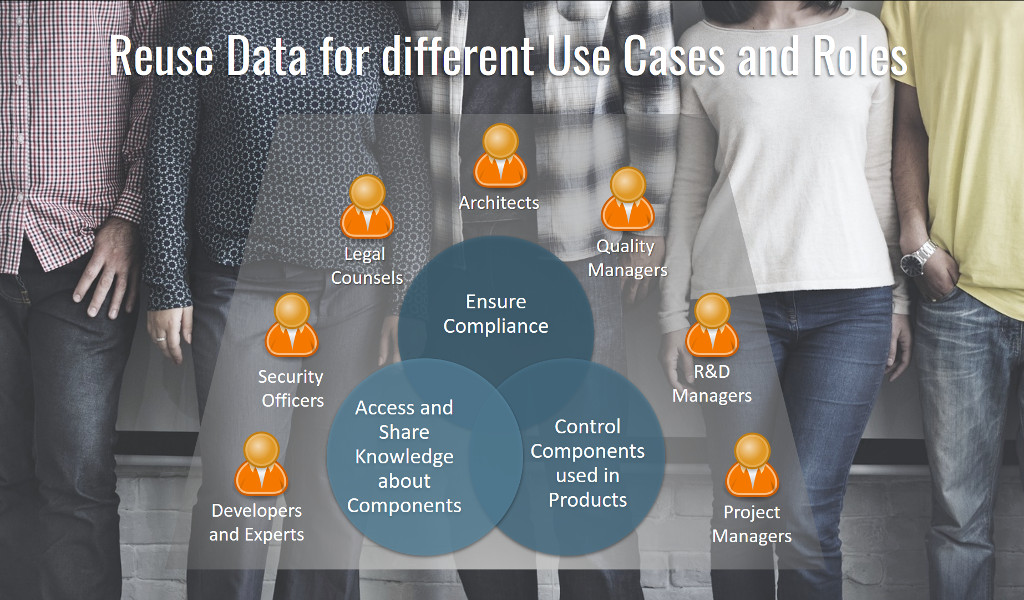 Reuse Data for different Use Cases and Roles
Architects
Legal
Counsels
Quality
Managers
Ensure
Compliance
Security
Officers
R&D
Managers
Access and
Share
Knowledge
about
Components
Control
Components
used in
Products
Developers
and Experts
Project
Managers